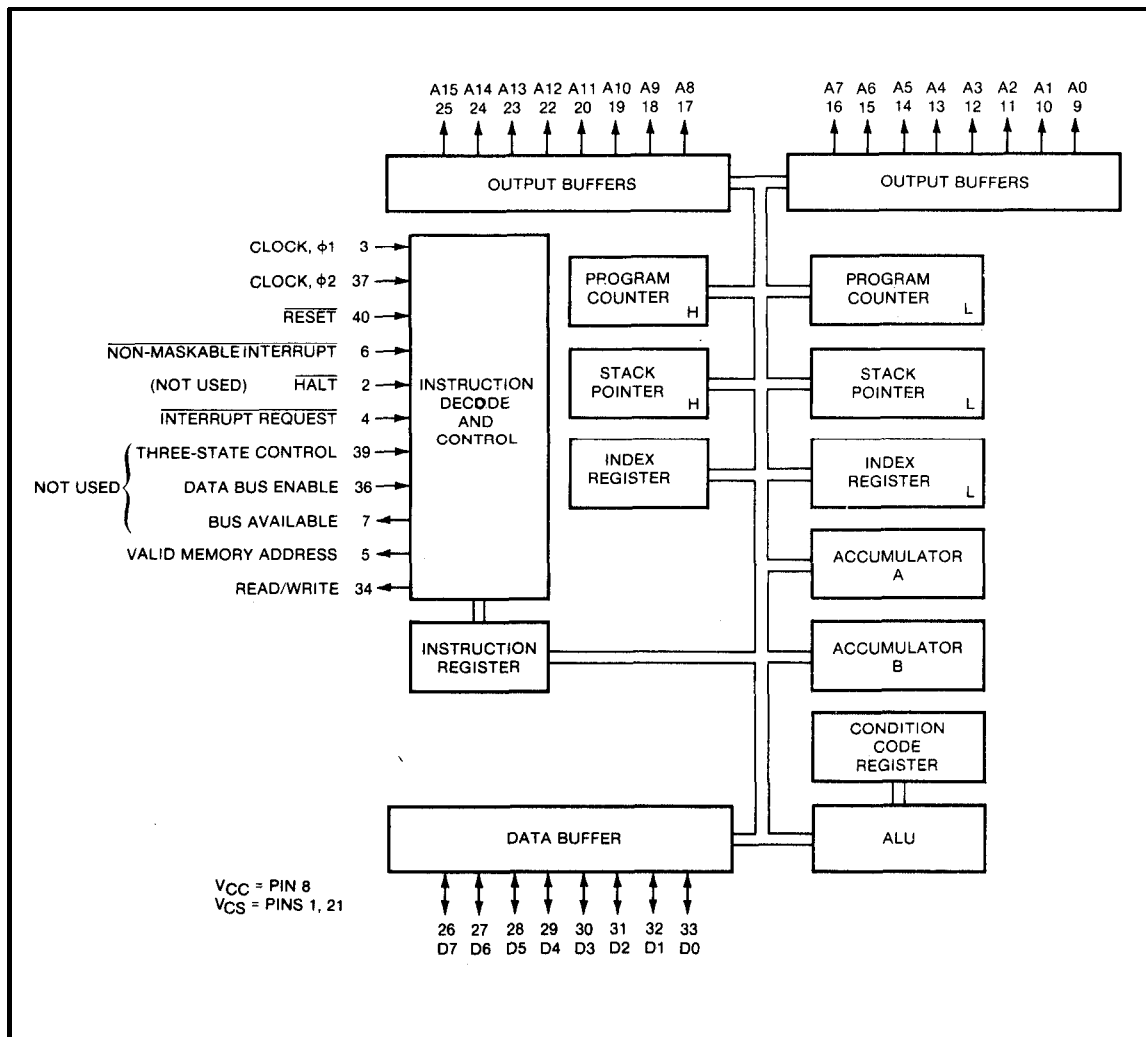 A15 A14 A13 A12 A11 A10 A9 A8
25 24 23 22 20 19 18 17
A7 A6 A5 A4 A3 A2 A1 A0
16 15 14 13 12 11 10 9
OUTPUT BUFFERS
OUTPUT BUFFERS
CLOCK, ϕ1 3
CLOCK, ϕ2 37
RESET 40
NON-MASKABLE INTERRUPT 6
(NOT USED) HALT 2
INTERRUPT REQUEST 4
NOT USED
THREE-STATE CONTROL 39
DATA BUS ENABLE 36
BUS AVAILABLE 7
VALID MEMORY ADDRESS 5
READ/WRITE 34
INSTRUCTION
DECODE
AND
CONTROL
INSTRUCTION
REGISTER
PROGRAM
COUNTER
H
PROGRAM
COUNTER
L
STACK
POINTER
H
STACK
POINTER
L
INDEX
REGISTER
INDEX
REGISTER
L
ACCUMULATOR
A
ACCUMULATOR
B
CONDITION
CODE
REGISTER
DATA BUFFER
ALU
VCC = PIN 8
VCS = PINS 1, 21
26 27 28 29 30 31 32 33
D7 D6 D5 D4 D3 D2 D1 D0